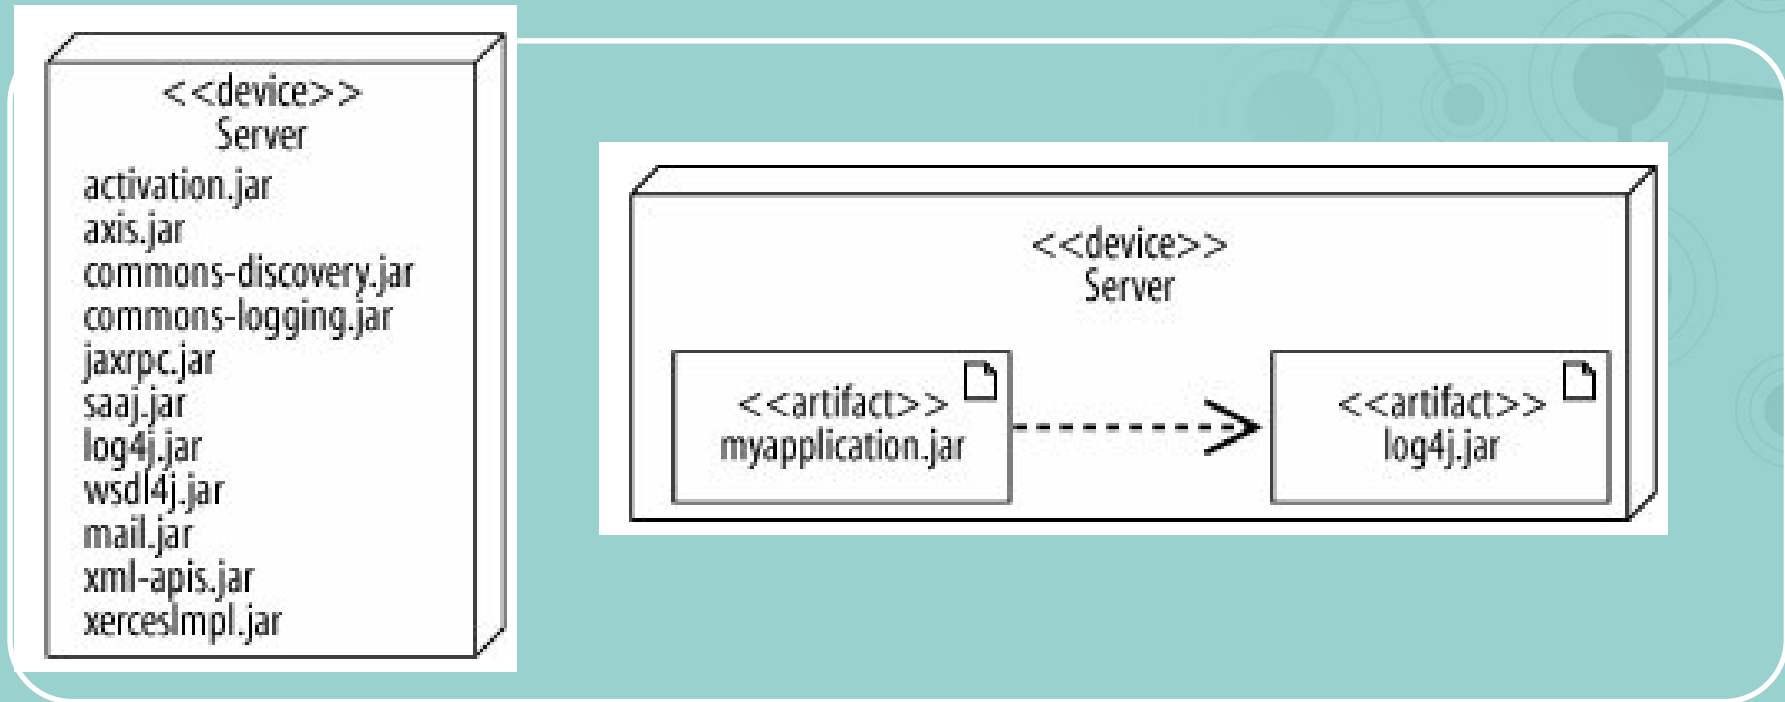 <<device>>
Server
activation.jar
axis.jar
commons-discovery.jar
commons-logging.jar
jaxrpc.jar
saaj.jar
log4j.jar
wsdl4j.jar
mail.jar
xml-apis.jar
xercesImpl.jar
<<device>>
Server
<<artifact>>
myapplication.jar
<<artifact>>
log4j.jar